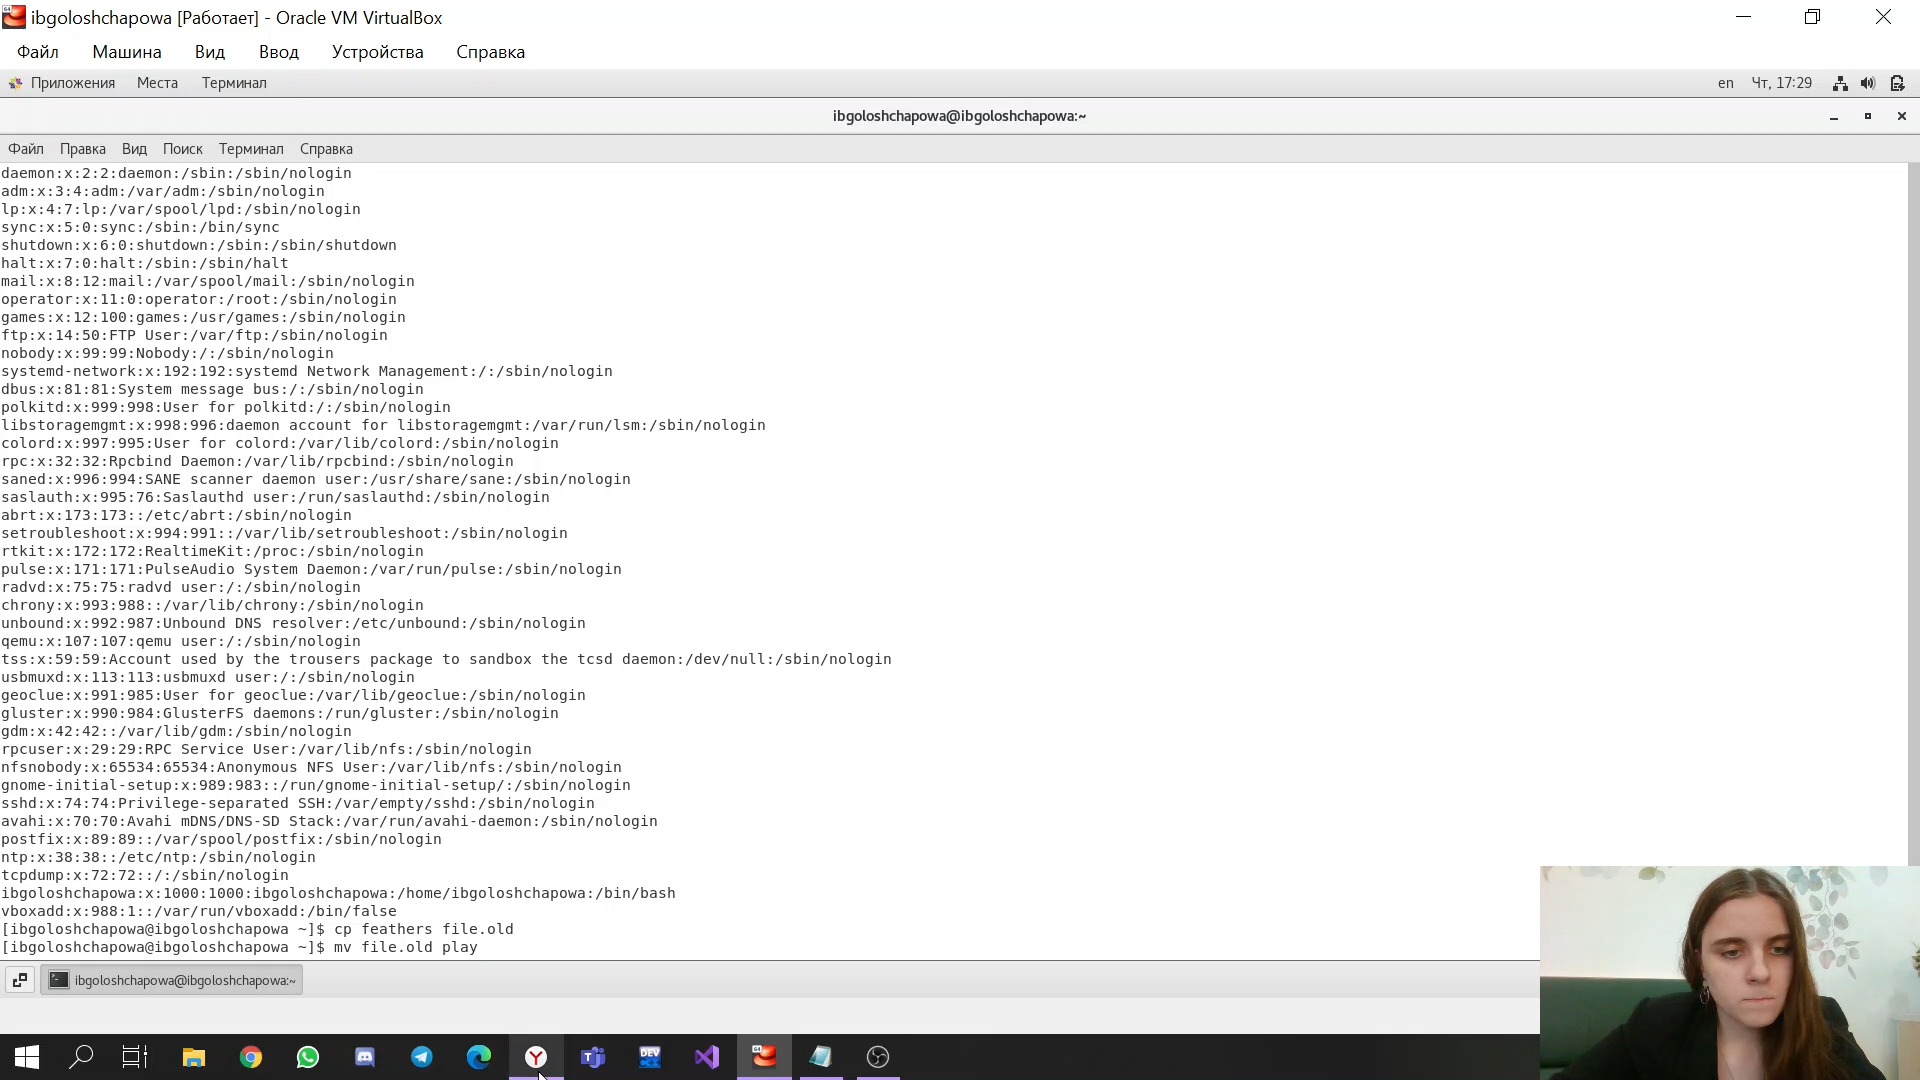 ibgoloshchapowa [Работает] - Oracle VM VirtualBox
Файл Машина Вид Ввод Устройства Справка
Приложения Места Терминал en Чт, 17:29
ibgoloshchapowa@ibgoloshchapowa:~
Файл Правка Вид Поиск Терминал Справка
daemon:x:2:2:daemon:/sbin:/sbin/nologin
adm:x:3:4:adm:/var/adm:/sbin/nologin
lp:x:4:7:lp:/var/spool/lpd:/sbin/nologin
sync:x:5:0:sync:/sbin:/bin/sync
shutdown:x:6:0:shutdown:/sbin:/sbin/shutdown
halt:x:7:0:halt:/sbin:/sbin/halt
mail:x:8:12:mail:/var/spool/mail:/sbin/nologin
operator:x:11:0:operator:/root:/sbin/nologin
games:x:12:100:games:/usr/games:/sbin/nologin
ftp:x:14:50:FTP User:/var/ftp:/sbin/nologin
nobody:x:99:99:Nobody:/:/sbin/nologin
systemd-network:x:192:192:systemd Network Management:/:/sbin/nologin
dbus:x:81:81:System message bus:/:/sbin/nologin
polkitd:x:999:998:User for polkitd:/:/sbin/nologin
libstoragemgmt:x:998:996:daemon account for libstoragemgmt:/var/run/lsm:/sbin/nologin
colord:x:997:995:User for colord:/var/lib/colord:/sbin/nologin
rpc:x:32:32:Rpcbind Daemon:/var/lib/rpcbind:/sbin/nologin
saned:x:996:994:SANE scanner daemon user:/usr/share/sane:/sbin/nologin
saslauth:x:995:76:Saslauthd user:/run/saslauthd:/sbin/nologin
abrt:x:173:173::/etc/abrt:/sbin/nologin
setroubleshoot:x:994:991::/var/lib/setroubleshoot:/sbin/nologin
rtkit:x:172:172:RealtimeKit:/proc:/sbin/nologin
pulse:x:171:171:PulseAudio System Daemon:/var/run/pulse:/sbin/nologin
radvd:x:75:75:radvd user:/:/sbin/nologin
chrony:x:993:988::/var/lib/chrony:/sbin/nologin
unbound:x:992:987:Unbound DNS resolver:/etc/unbound:/sbin/nologin
qemu:x:107:107:qemu user:/:/sbin/nologin
tss:x:59:59:Account used by the trousers package to sandbox the tcsd daemon:/dev/null:/sbin/nologin
usbmuxd:x:113:113:usbmuxd user:/:/sbin/nologin
geoclue:x:991:985:User for geoclue:/var/lib/geoclue:/sbin/nologin
gluster:x:990:984:GlusterFS daemons:/run/gluster:/sbin/nologin
gdm:x:42:42::/var/lib/gdm:/sbin/nologin
rpcuser:x:29:29:RPC Service User:/var/lib/nfs:/sbin/nologin
nfsnobody:x:65534:65534:Anonymous NFS User:/var/lib/nfs:/sbin/nologin
gnome-initial-setup:x:989:983::/run/gnome-initial-setup/:/sbin/nologin
sshd:x:74:74:Privilege-separated SSH:/var/empty/sshd:/sbin/nologin
avahi:x:70:70:Avahi mDNS/DNS-SD Stack:/var/run/avahi-daemon:/sbin/nologin
postfix:x:89:89::/var/spool/postfix:/sbin/nologin
ntp:x:38:38::/etc/ntp:/sbin/nologin
tcpdump:x:72:72::/:/sbin/nologin
ibgoloshchapowa:x:1000:1000:ibgoloshchapowa:/home/ibgoloshchapowa:/bin/bash
vboxadd:x:988:1::/var/run/vboxadd:/bin/false
[ibgoloshchapowa@ibgoloshchapowa ~]$ cp feathers file.old
[ibgoloshchapowa@ibgoloshchapowa ~]$ mv file.old play
ibgoloshchapowa@ibgoloshchapowa:~
DEV